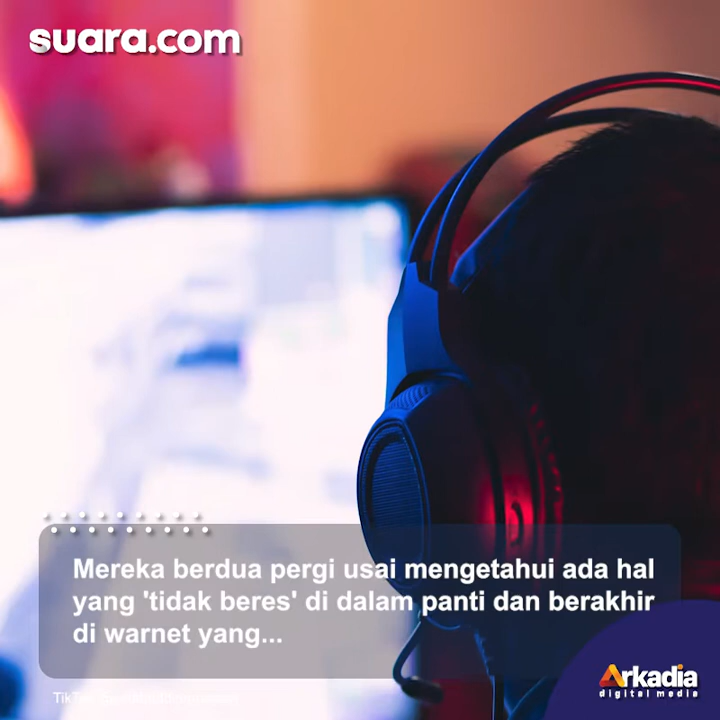 suara.com
Mereka berdua pergi usai mengetahui ada hal
yang 'tidak beres' di dalam panti dan berakhir
di warnet yang...
Arkadia
digital media